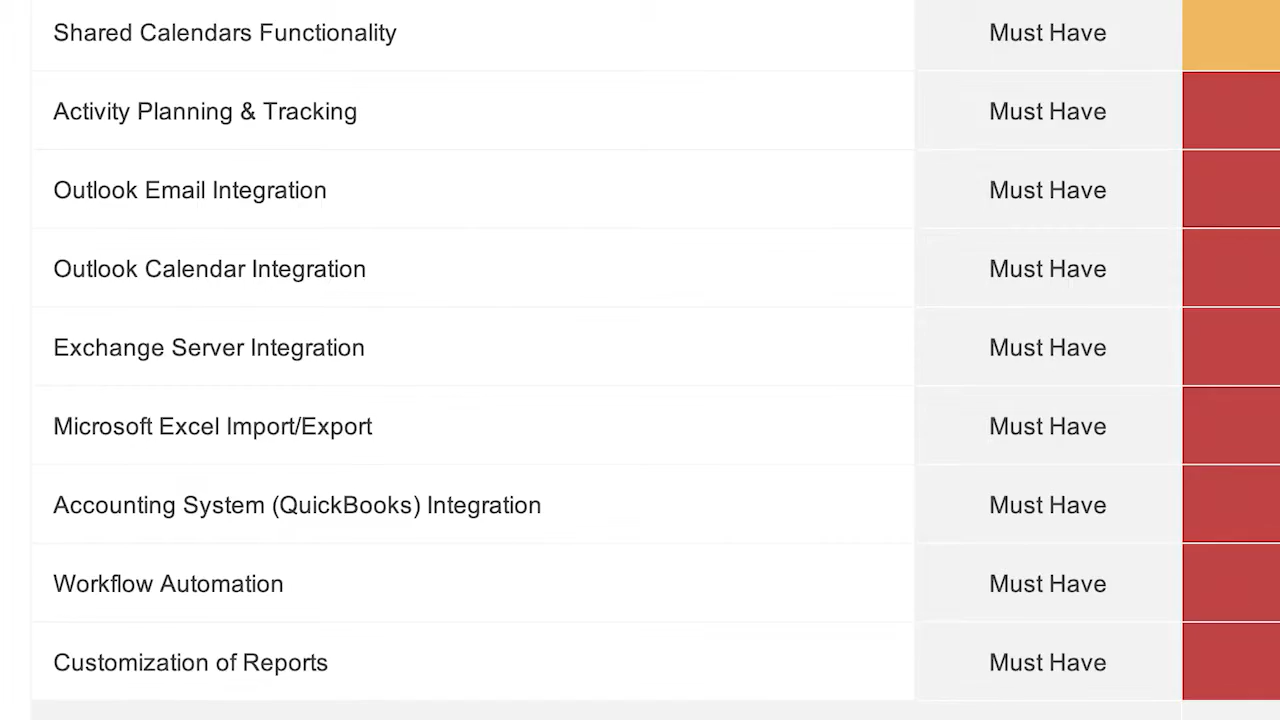 Shared Calendars Functionality Must Have
Activity Planning & Tracking Must Have
Outlook Email Integration Must Have
Outlook Calendar Integration Must Have
Exchange Server Integration Must Have
Microsoft Excel Import/Export Must Have
Accounting System (QuickBooks) Integration Must Have
Workflow Automation Must Have
Customization of Reports Must Have